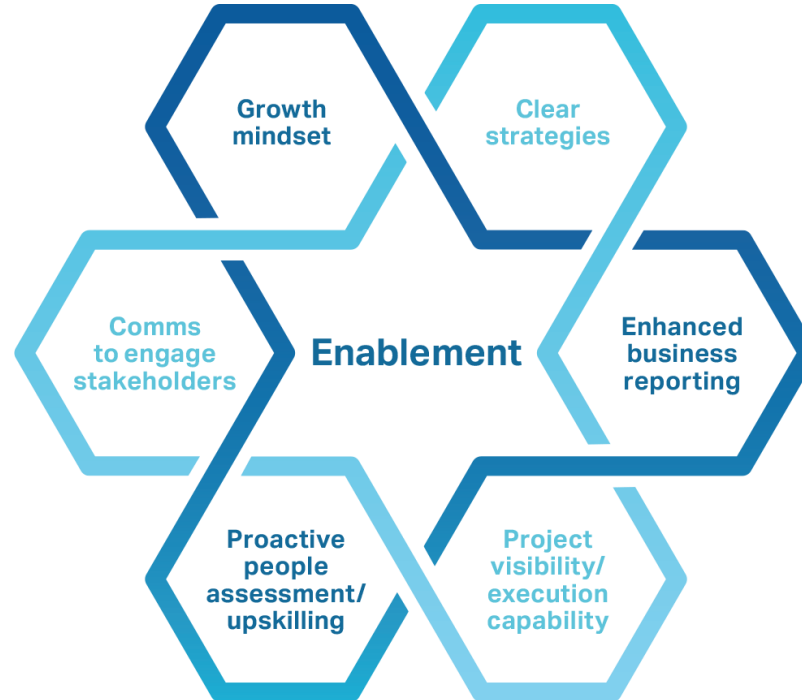 Growth
mindset
Clear
strategies
Comms
to engage
stakeholders
Enablement
Enhanced
business
reporting
Proactive
people
assessment/
upskilling
Project
visibility/
execution
capability